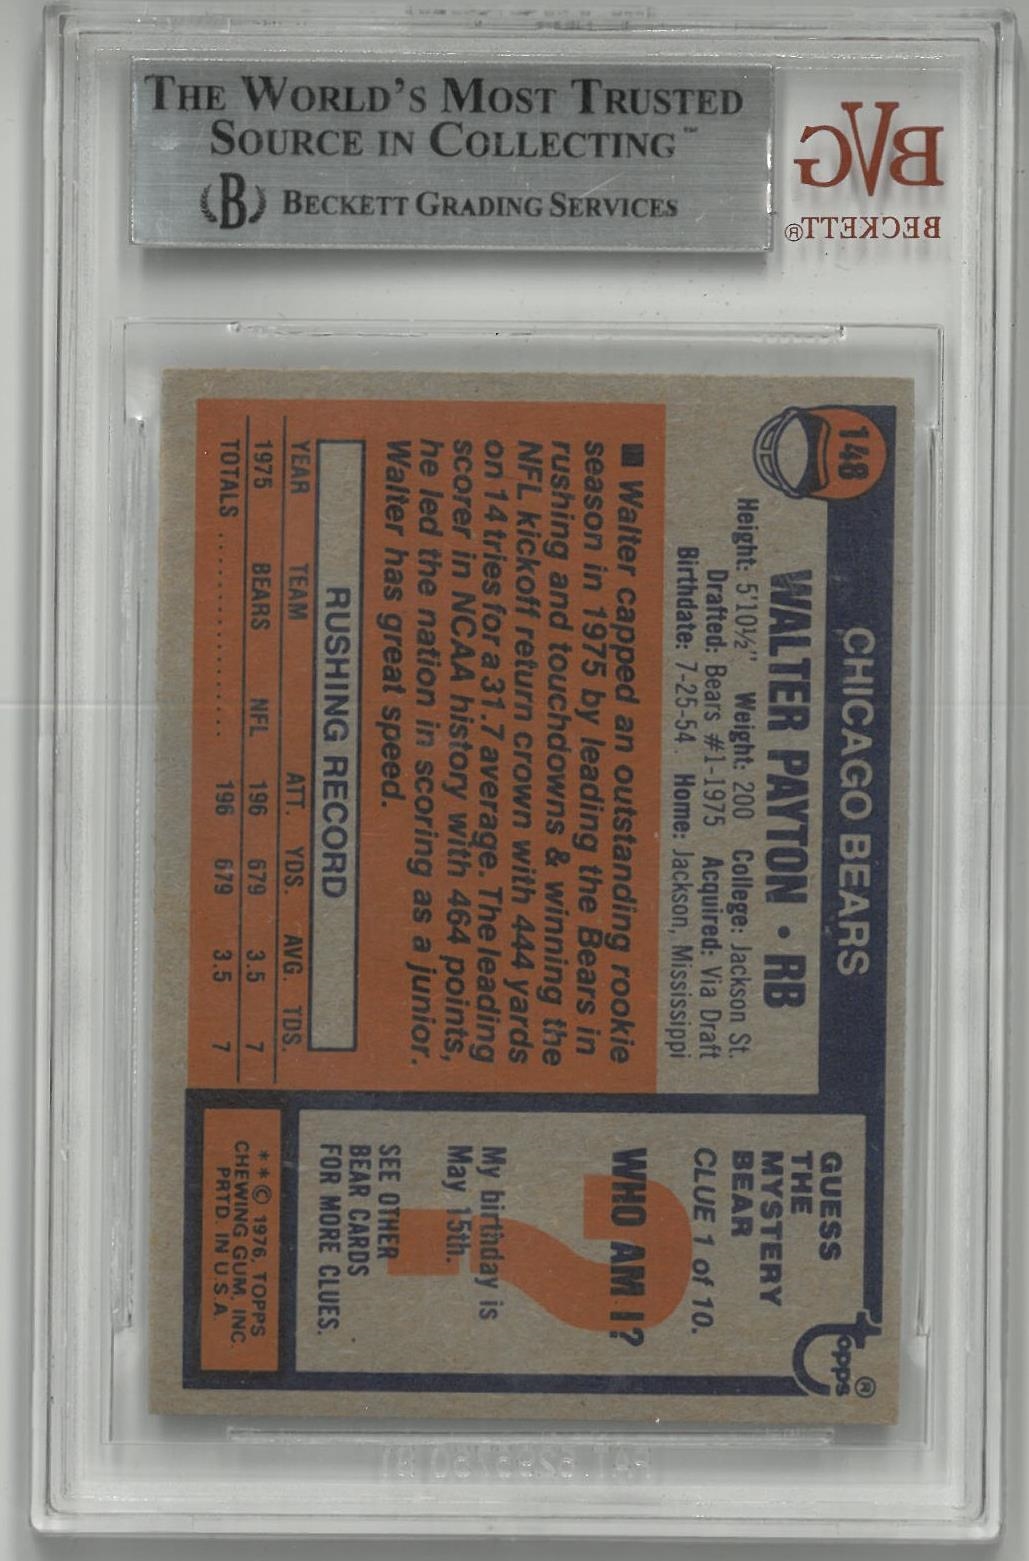 THE WORLD'S MOST TRUSTED
SOURCE IN COLLECTING™
(B) BECKETT GRADING SERVICES
BVG
BECKETT®
148
CHICAGO BEARS
WALTER PAYTON • RB
Height: 5'10½" Weight: 200 College: Jackson St.
Drafted: Bears #1-1975 Acquired: Via Draft
Birthdate: 7-25-54 Home: Jackson, Mississippi
■ Walter capped an outstanding rookie
season in 1975 by leading the Bears in
rushing and touchdowns & winning the
NFL kickoff return crown with 444 yards
on 14 tries for a 31.7 average. The leading
scorer in NCAA history with 464 points,
he led the nation in scoring as a junior.
Walter has great speed.
RUSHING RECORD
YEAR TEAM ATT. YDS. AVG. TDS.
1975 BEARS NFL 196 679 3.5 7
TOTALS .................... 196 679 3.5 7
GUESS
THE
MYSTERY
BEAR
CLUE 1 of 10.
WHO AM I?
?
My birthday is
May 15th.
SEE OTHER
BEAR CARDS
FOR MORE CLUES.
**© 1976, TOPPS
CHEWING GUM, INC.
PRTD. IN U.S.A.
Topps®